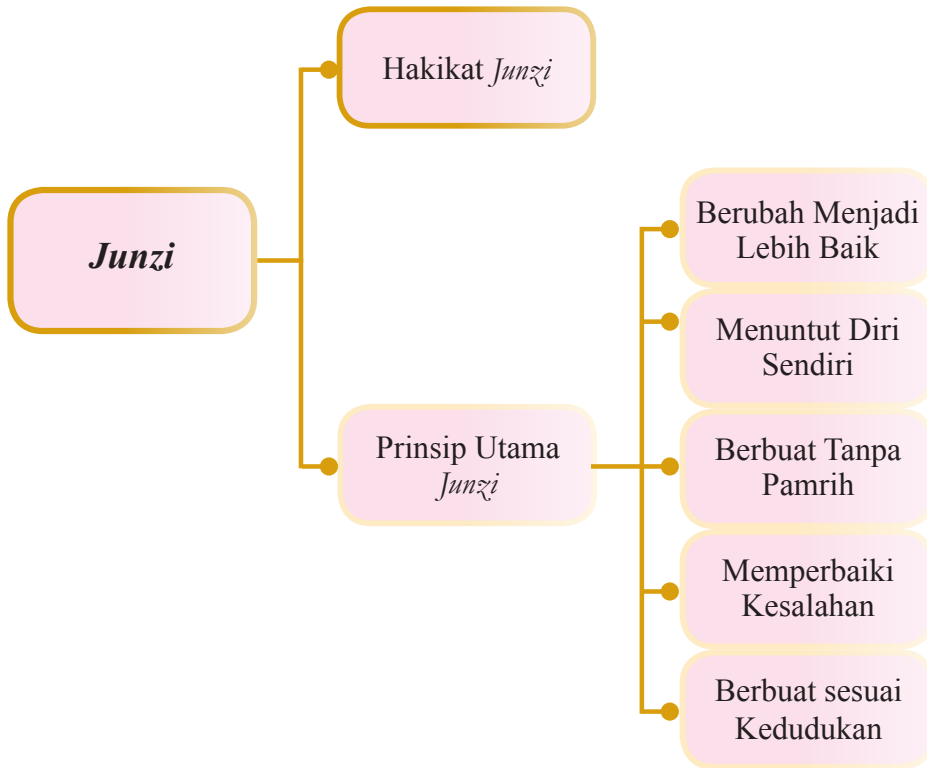 Hakikat Junzi
Junzi
Prinsip Utama
Junzi
Berubah Menjadi
Lebih Baik
Menuntut Diri
Sendiri
Berbuat Tanpa
Pamrih
Memperbaiki
Kesalahan
Berbuat sesuai
Kedudukan